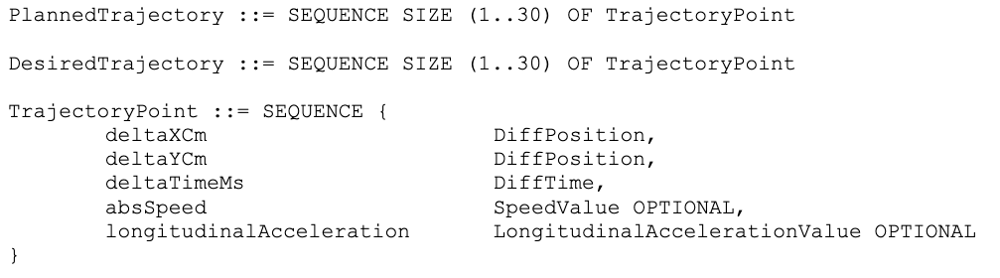 PlannedTrajectory ::= SEQUENCE SIZE (1..30) OF TrajectoryPoint
DesiredTrajectory ::= SEQUENCE SIZE (1..30) OF TrajectoryPoint
TrajectoryPoint ::= SEQUENCE {
deltaXCm DiffPosition,
deltaYCm DiffPosition,
deltaTimeMs DiffTime,
absSpeed SpeedValue OPTIONAL,
longitudinalAcceleration LongitudinalAccelerationValue OPTIONAL
}